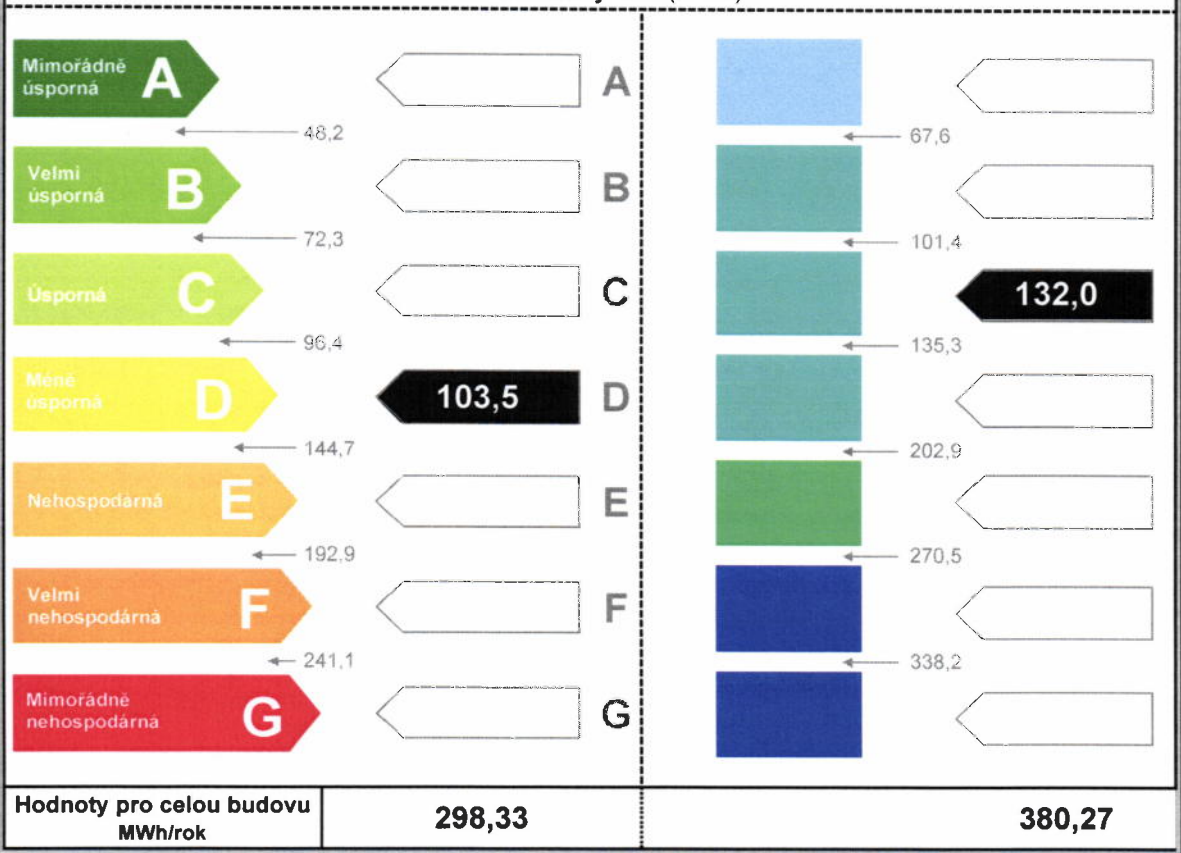 Mimořádně
úsporná
A
A
48,2
67,6
Velmi
úsporná
B
B
72,3
101,4
Úsporná
C
C
132,0
96,4
135,3
Méně
úsporná
D
103,5
D
144,7
202,9
Nehospodárná
E
E
192,9
270,5
Velmi
nehospodárná
F
F
241,1
338,2
Mimořádně
nehospodárná
G
G
Hodnoty pro celou budovu
MWh/rok
298,33
380,27